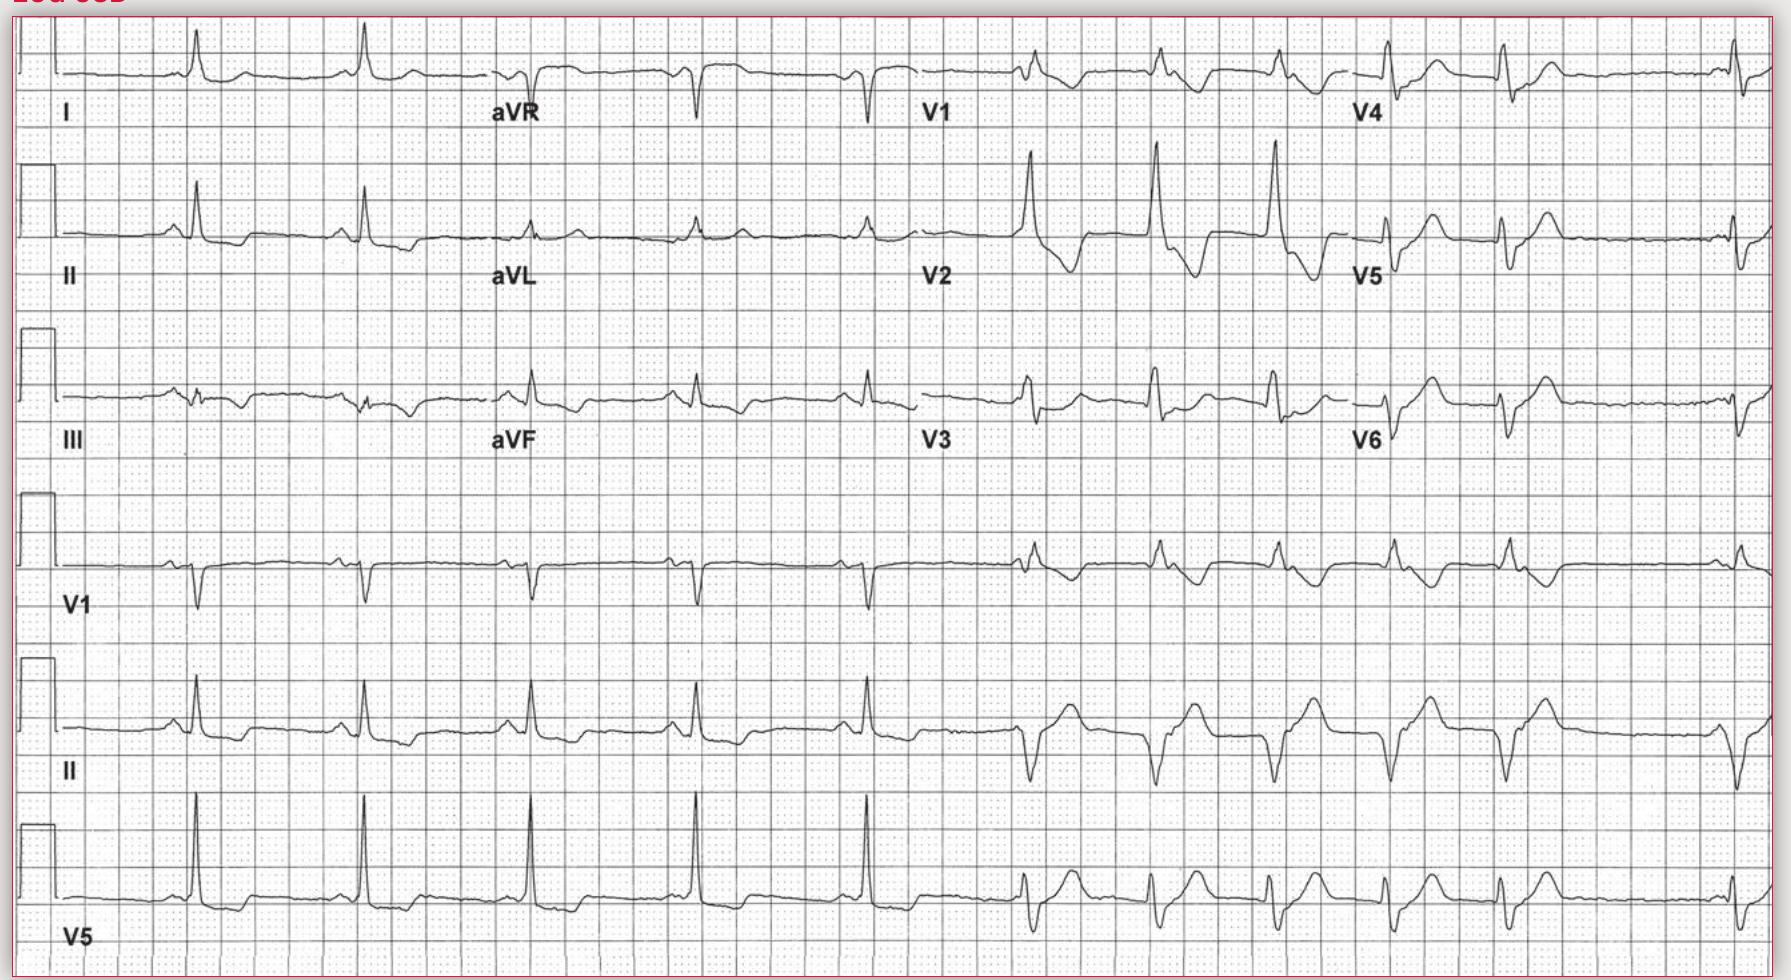 I aVR V1 V4
II aVL V2 V5
III aVF V3 V6
V1
II
V5